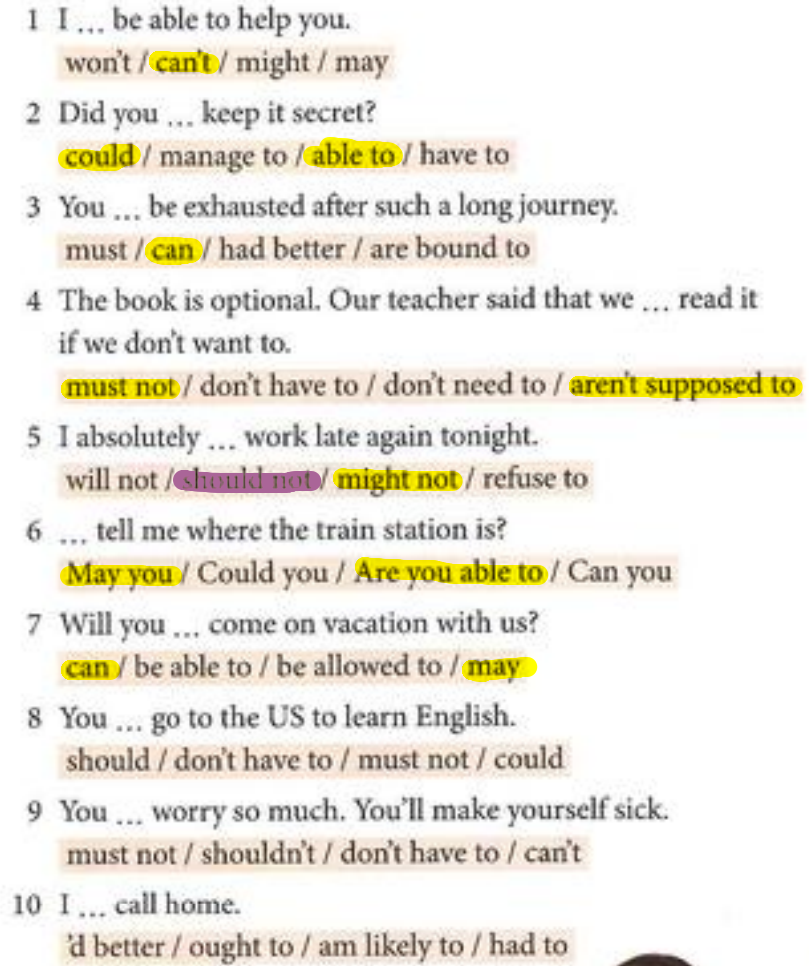 1 I ... be able to help you.
won't / can't / might / may
2 Did you ... keep it secret?
could / manage to / able to / have to
3 You ... be exhausted after such a long journey.
must / can / had better / are bound to
4 The book is optional. Our teacher said that we ... read it
if we don't want to.
must not / don't have to / don't need to / aren't supposed to
5 I absolutely ... work late again tonight.
will not / should not / might not / refuse to
6 ... tell me where the train station is?
May you / Could you / Are you able to / Can you
7 Will you ... come on vacation with us?
can / be able to / be allowed to / may
8 You ... go to the US to learn English.
should / don't have to / must not / could
9 You ... worry so much. You'll make yourself sick.
must not / shouldn't / don't have to / can't
10 I ... call home.
'd better / ought to / am likely to / had to